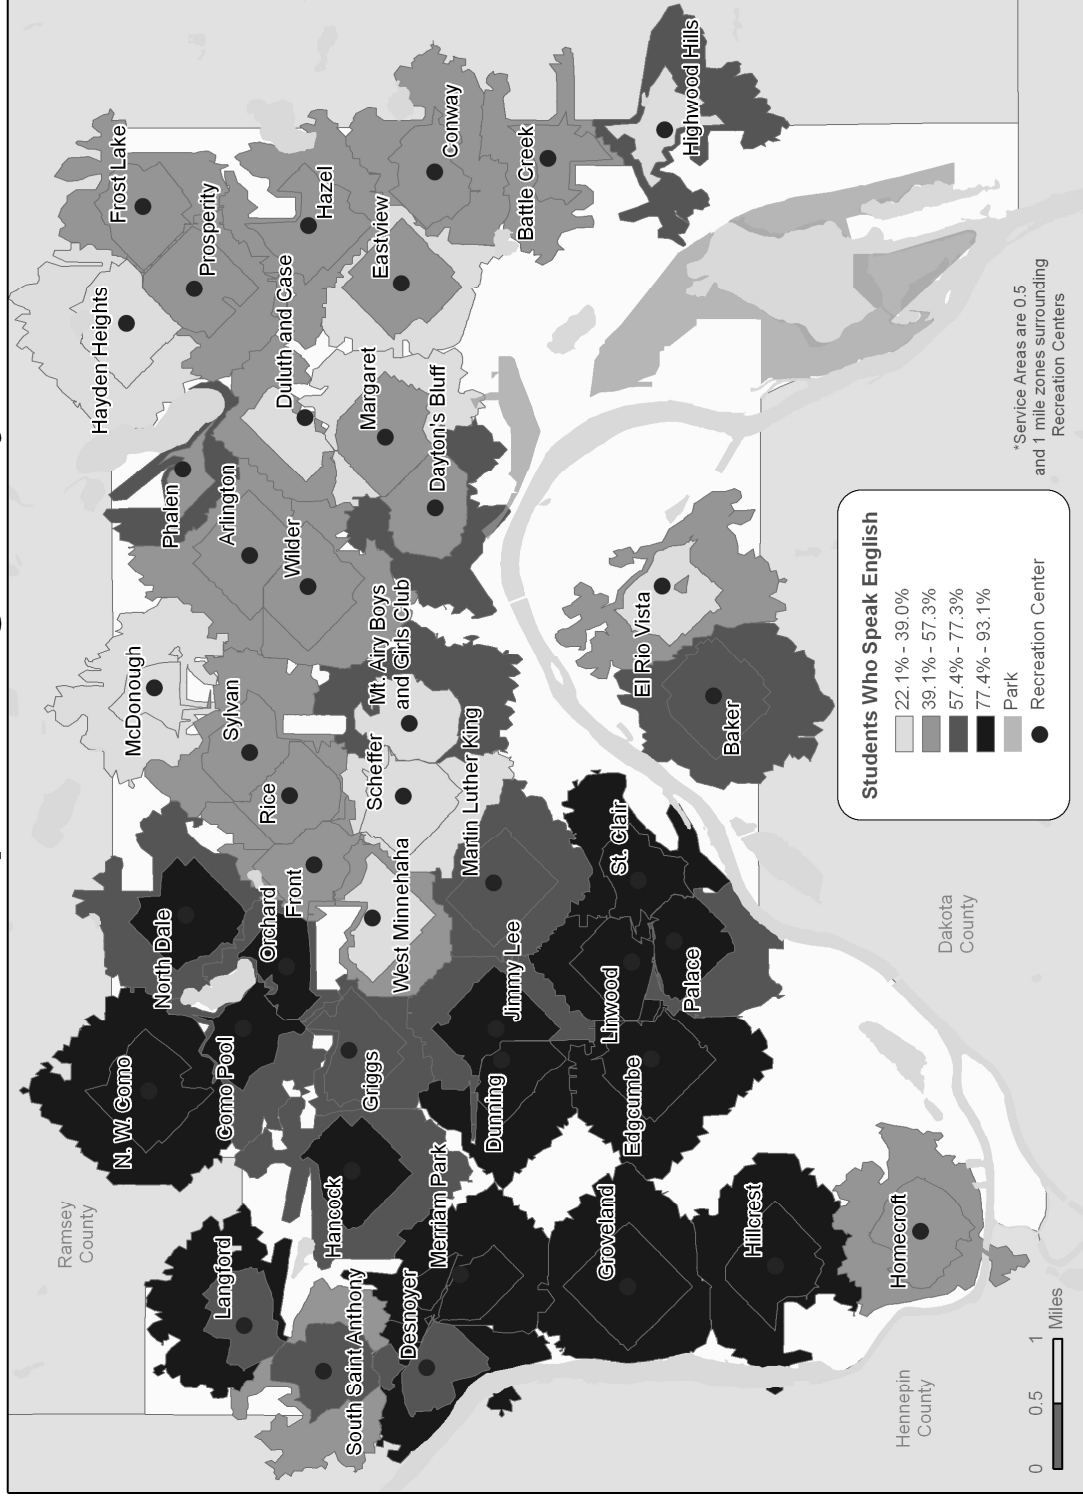 Ramsey
County
Hennepin
County
Dakota
County
N. W. Como
North Dale
Como Pool
Orchard
Front
Langford
South Saint Anthony
Hancock
Griggs
Desnoyer
Merriam Park
Dunning
Jimmy Lee
West Minnehaha
Martin Luther King
Groveland
Edgcumbe
Linwood
St. Clair
Palace
Hillcrest
Homecroft
McDonough
Sylvan
Rice
Scheffer
Mt. Airy Boys
and Girls Club
Phalen
Arlington
Wilder
Hayden Heights
Frost Lake
Prosperity
Duluth and Case
Hazel
Margaret
Eastview
Dayton's Bluff
Conway
Battle Creek
Highwood Hills
El Rio Vista
Baker
Students Who Speak English
22.1% - 39.0%
39.1% - 57.3%
57.4% - 77.3%
77.4% - 93.1%
Park
Recreation Center
*Service Areas are 0.5
and 1 mile zones surrounding
Recreation Centers
0 0.5 1 Miles